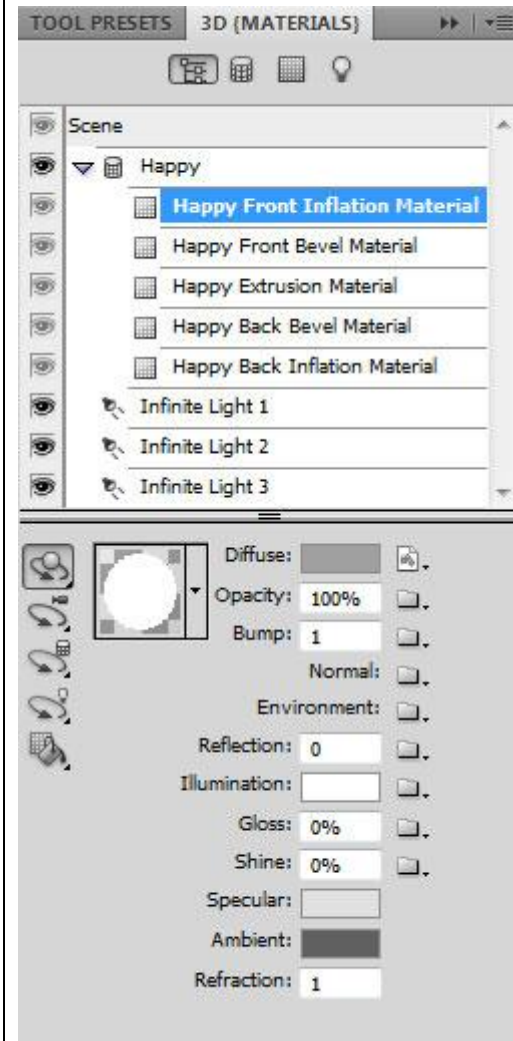 TOOL PRESETS 3D {MATERIALS}
Scene
Happy
Happy Front Inflation Material
Happy Front Bevel Material
Happy Extrusion Material
Happy Back Bevel Material
Happy Back Inflation Material
Infinite Light 1
Infinite Light 2
Infinite Light 3
Diffuse:
Opacity: 100%
Bump: 1
Normal:
Environment:
Reflection: 0
Illumination:
Gloss: 0%
Shine: 0%
Specular:
Ambient:
Refraction: 1